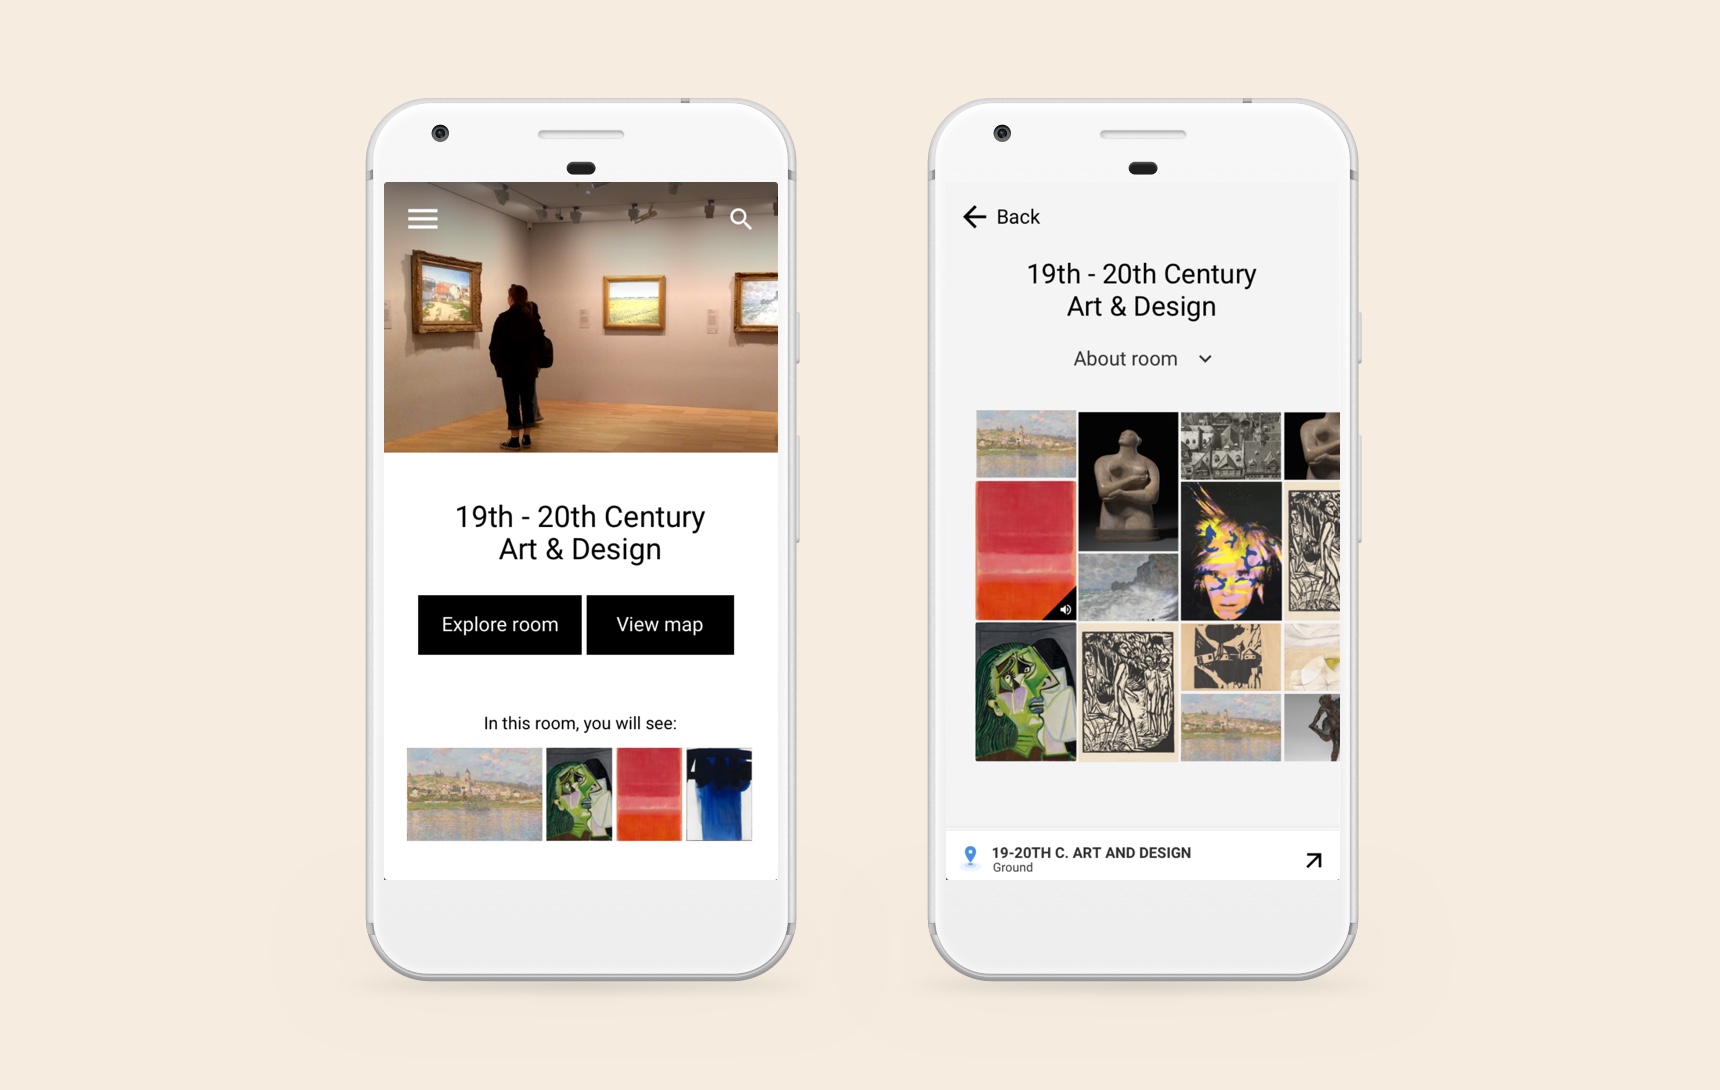 19th - 20th Century
Art & Design
Explore room
View map
In this room, you will see:
Back
19th - 20th Century
Art & Design
About room
19-20TH C. ART AND DESIGN
Ground